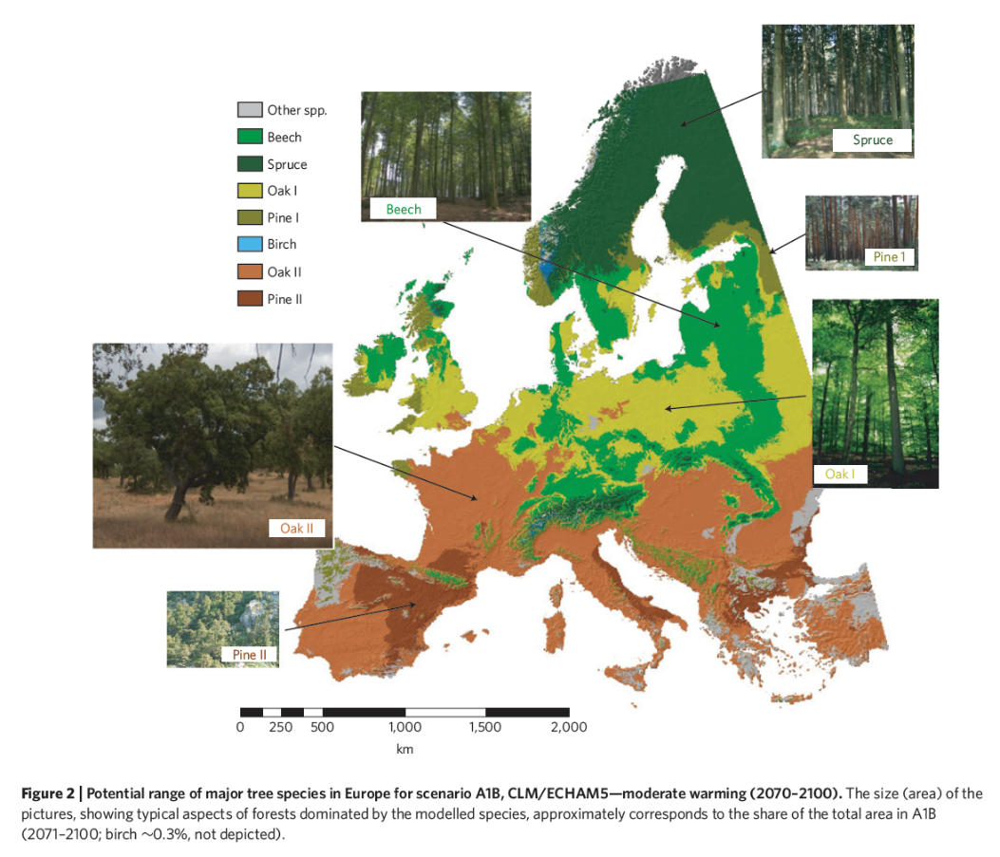 Other spp.
Beech
Spruce
Oak I
Pine I
Birch
Oak II
Pine II
Beech
Spruce
Pine 1
Oak I
Oak II
Pine II
0 250 500 1,000 1,500 2,000
km
Figure 2 | Potential range of major tree species in Europe for scenario A1B, CLM/ECHAM5—moderate warming (2070–2100). The size (area) of the
pictures, showing typical aspects of forests dominated by the modelled species, approximately corresponds to the share of the total area in A1B
(2071–2100; birch ~0.3%, not depicted).